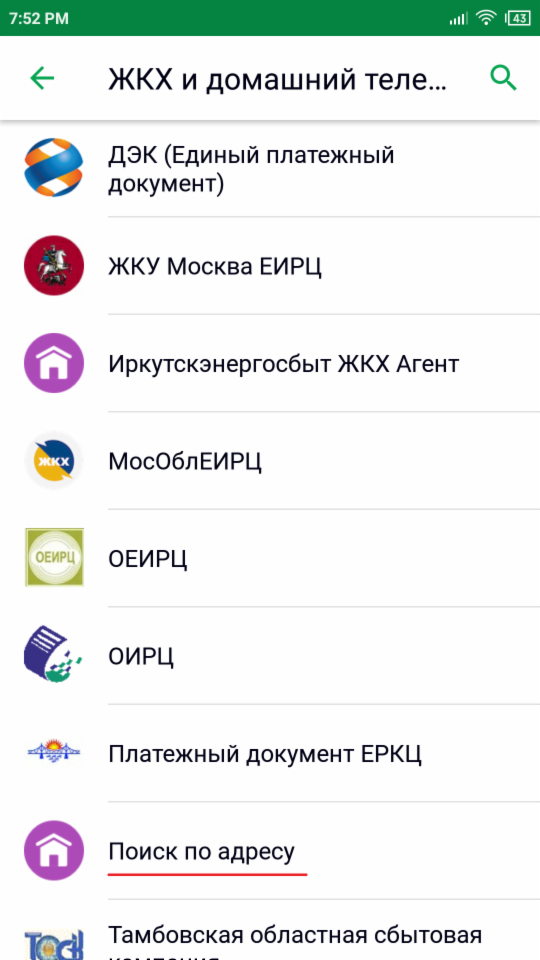 7:52 PM
43
ЖКХ и домашний теле...
ДЭК (Единый платежный
документ)
ЖКУ Москва ЕИРЦ
Иркутскэнергосбыт ЖКХ Агент
ЖКХ
МосОблЕИРЦ
ОЕИРЦ
ОЕИРЦ
ОИРЦ
Платежный документ ЕРКЦ
Поиск по адресу
Тамбовская областная сбытовая